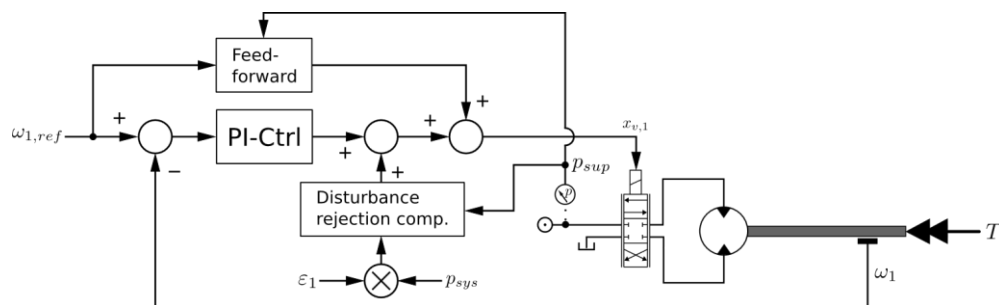 Feed-
forward
+
ω1,ref
+
−
PI-Ctrl
+
+
+
+
xv,1
psup
p
Disturbance
rejection comp.
ε1
psys
T
ω1